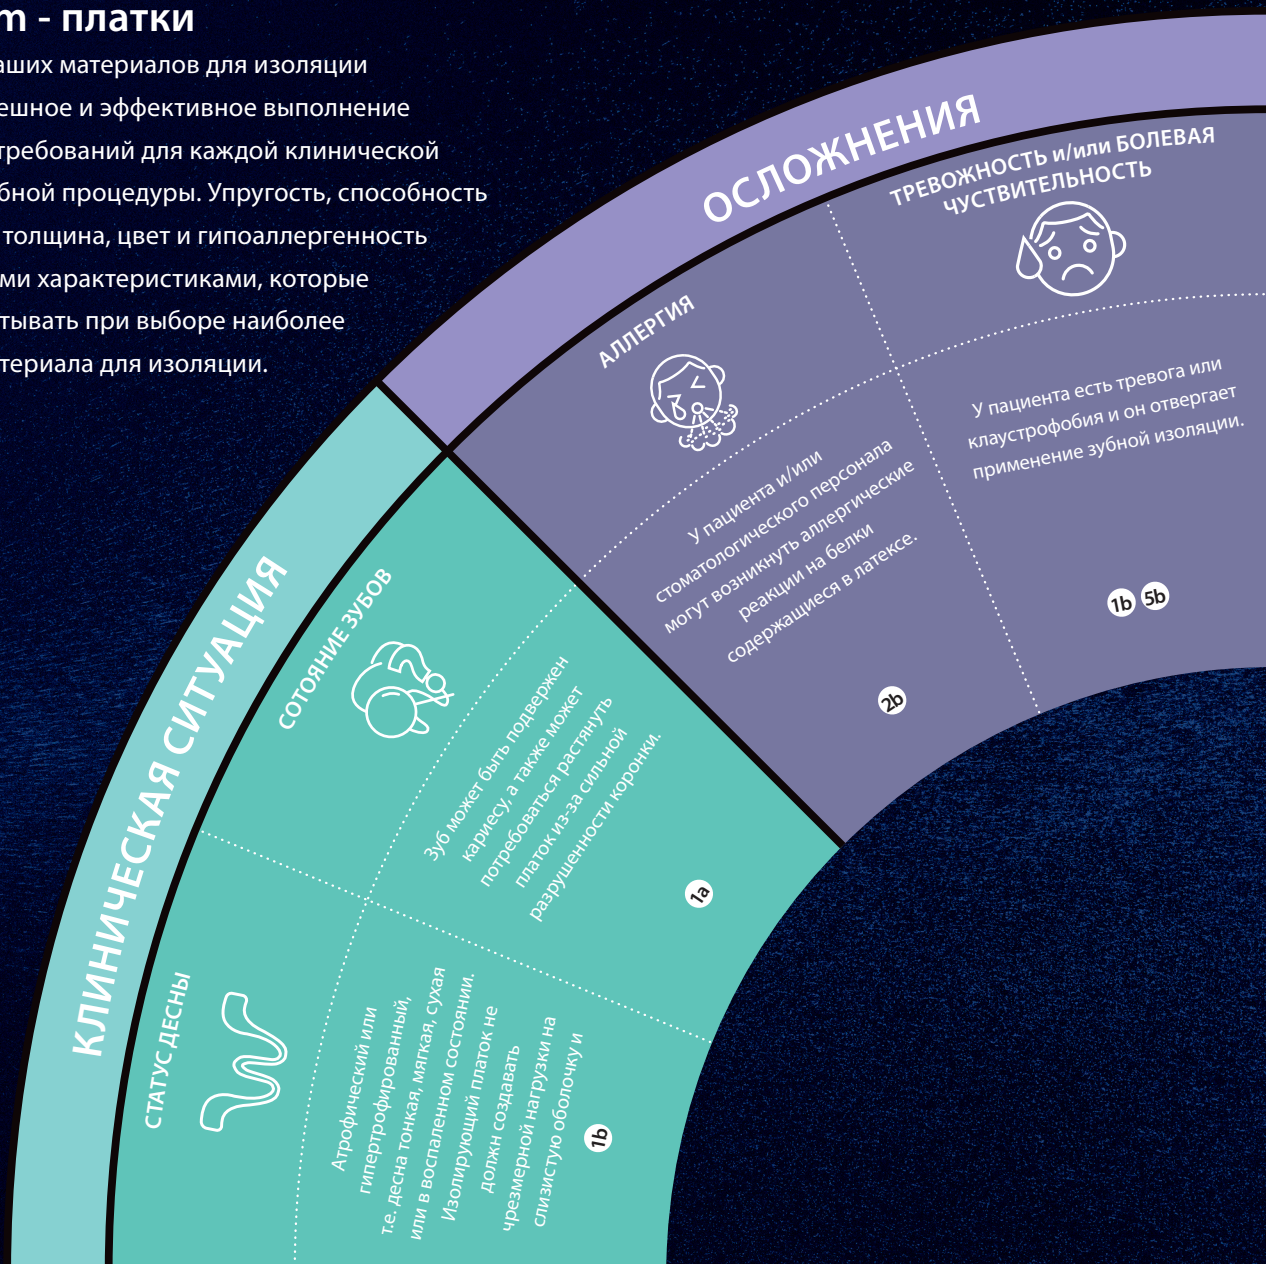 m - платки
аших материалов для изоляции
ешное и эффективное выполнение
требований для каждой клинической
бной процедуры. Упругость, способность
толщина, цвет и гипоаллергенность
ми характеристиками, которые
тывать при выборе наиболее
териала для изоляции.
ОСЛОЖНЕНИЯ
ТРЕВОЖНОСТЬ и/или БОЛЕВАЯ
ЧУСТВИТЕЛЬНОСТЬ
У пациента есть тревога или
клаустрофобия и он отвергает
применение зубной изоляции.
1b 5b
АЛЛЕРГИЯ
У пациента и/или
стоматологического персонала
могут возникнуть аллергические
реакции на белки
содержащиеся в латексе.
2b
КЛИНИЧЕСКАЯ СИТУАЦИЯ
СОТОЯНИЕ ЗУБОВ
Зуб может быть подвержен
кариесу, а также может
потребоваться растянуть
платок из-за сильной
разрушенности коронки.
1a
СТАТУС ДЕСНЫ
Атрофический или
гипертрофированный,
т.е. десна тонкая, мягкая, сухая
или в воспаленном состоянии.
Изолирующий платок не
должн создавать
чрезмерной нагрузки на
слизистую оболочку и
1b